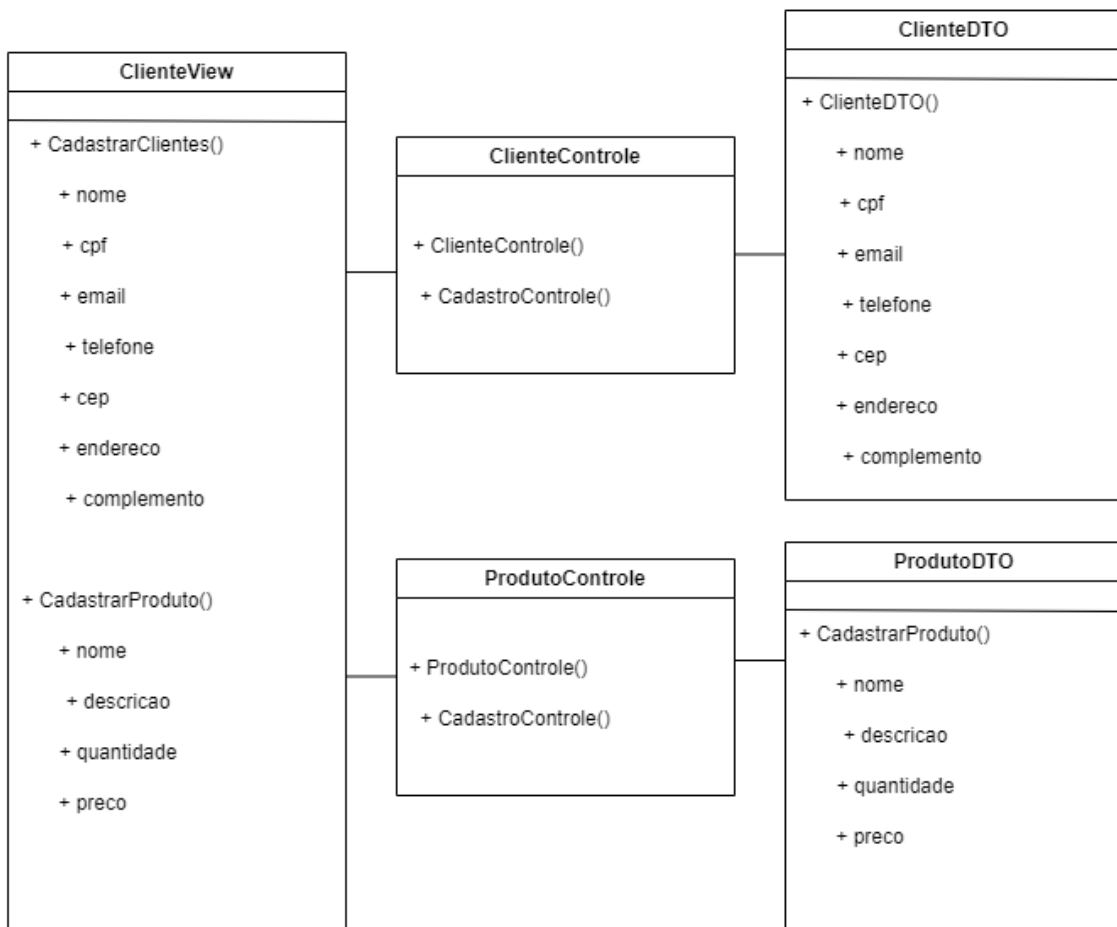 ClienteView
+ CadastrarClientes()
+ nome
+ cpf
+ email
+ telefone
+ cep
+ endereco
+ complemento
+ CadastrarProduto()
+ nome
+ descricao
+ quantidade
+ preco
ClienteControle
+ ClienteControle()
+ CadastroControle()
ClienteDTO
+ ClienteDTO()
+ nome
+ cpf
+ email
+ telefone
+ cep
+ endereco
+ complemento
ProdutoControle
+ ProdutoControle()
+ CadastroControle()
ProdutoDTO
+ CadastrarProduto()
+ nome
+ descricao
+ quantidade
+ preco